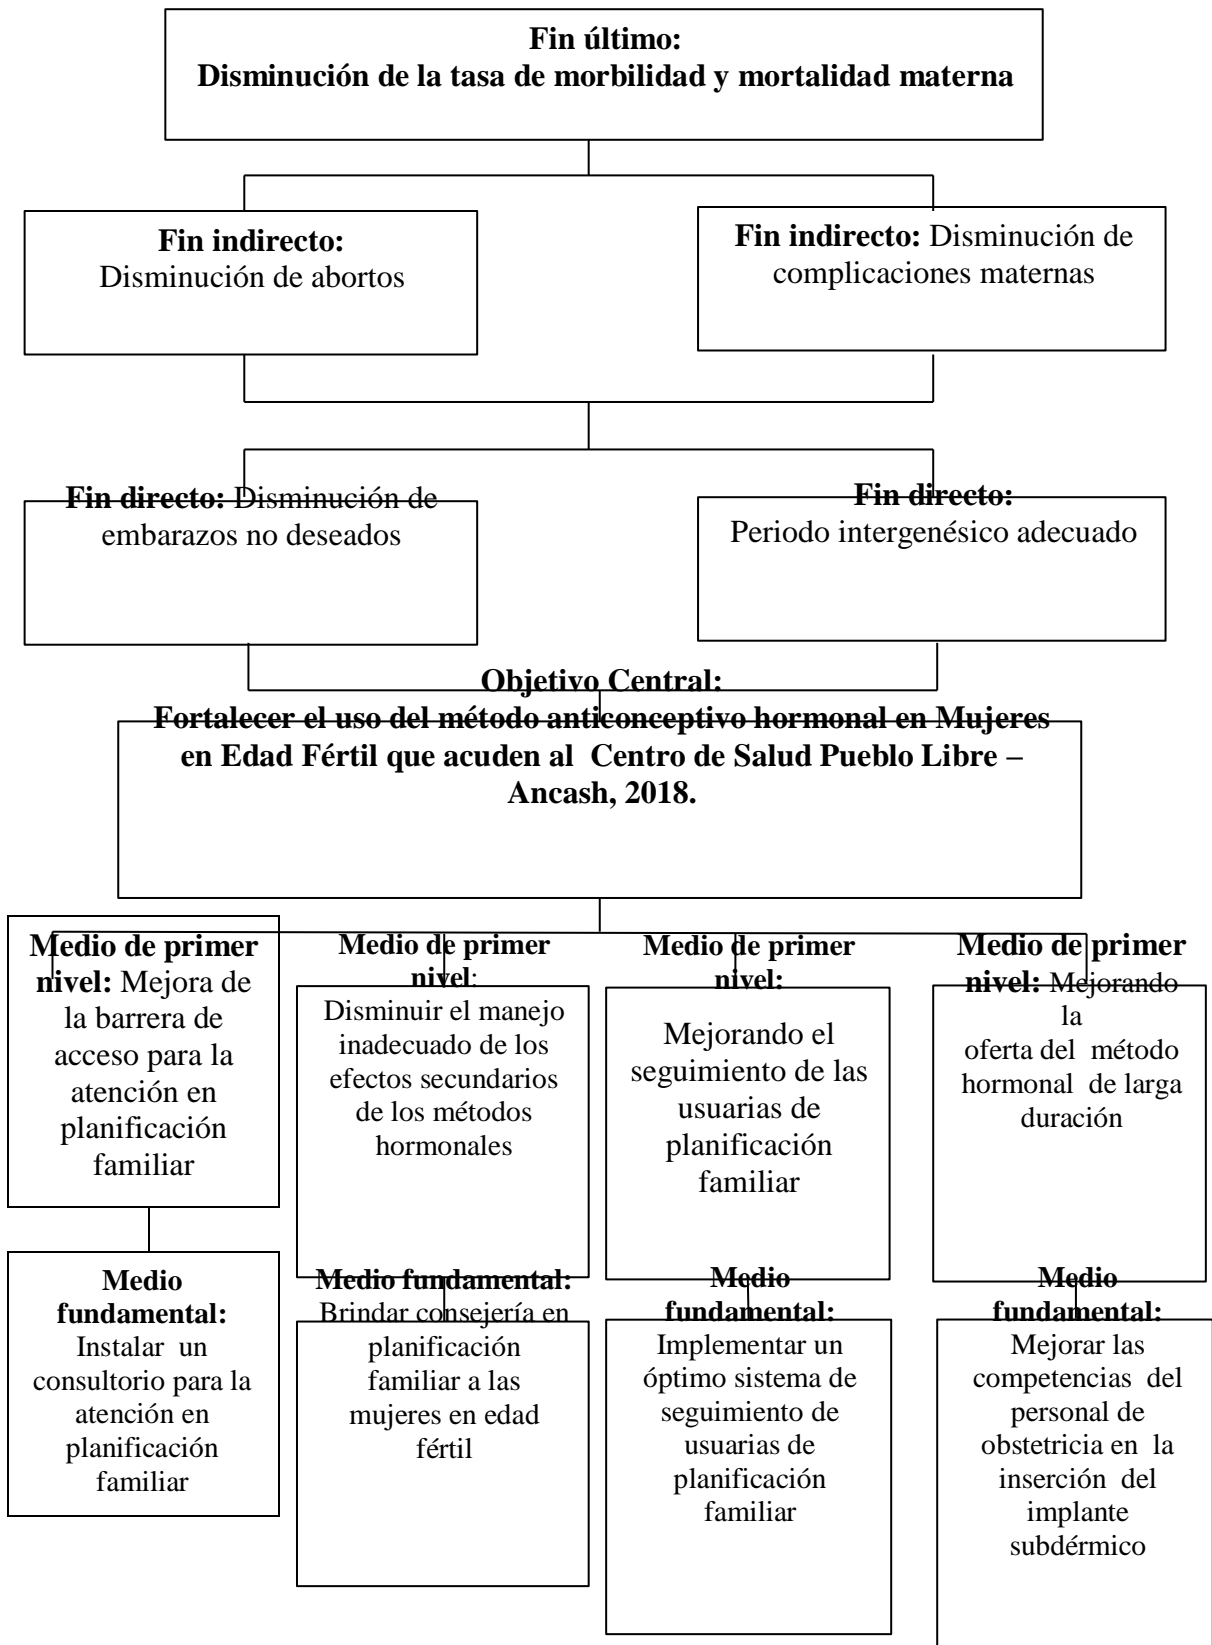 Fin último:
Disminución de la tasa de morbilidad y mortalidad materna
Fin indirecto:
Disminución de abortos
Fin indirecto: Disminución de
complicaciones maternas
Fin directo: Disminución de
embarazos no deseados
Fin directo:
Periodo intergenésico adecuado
Objetivo Central:
Fortalecer el uso del método anticonceptivo hormonal en Mujeres
en Edad Fértil que acuden al Centro de Salud Pueblo Libre –
Ancash, 2018.
Medio de primer
nivel: Mejora de
la barrera de
acceso para la
atención en
planificación
familiar
Medio de primer
nivel:
Disminuir el manejo
inadecuado de los
efectos secundarios
de los métodos
hormonales
Medio de primer
nivel:
Mejorando el
seguimiento de las
usuarias de
planificación
familiar
Medio de primer
nivel: Mejorando
la
oferta del método
hormonal de larga
duración
Medio
fundamental:
Instalar un
consultorio para la
atención en
planificación
familiar
Medio fundamental:
Brindar consejería en
planificación
familiar a las
mujeres en edad
fértil
Medio
fundamental:
Implementar un
óptimo sistema de
seguimiento de
usuarias de
planificación
familiar
Medio
fundamental:
Mejorar las
competencias del
personal de
obstetricia en la
inserción del
implante
subdérmico